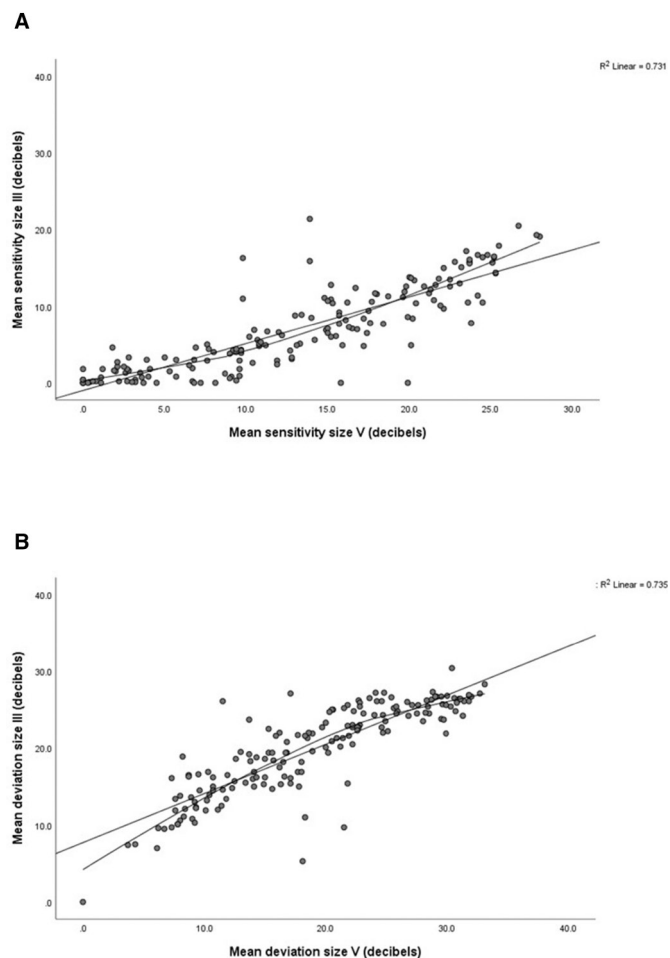 A
R2 Linear = 0.731
Mean sensitivity size III (decibels)
40.0
30.0
20.0
10.0
.0
.0 5.0 10.0 15.0 20.0 25.0 30.0
Mean sensitivity size V (decibels)
B
: R2 Linear = 0.735
Mean deviation size III (decibels)
40.0
30.0
20.0
10.0
.0
.0 10.0 20.0 30.0 40.0
Mean deviation size V (decibels)